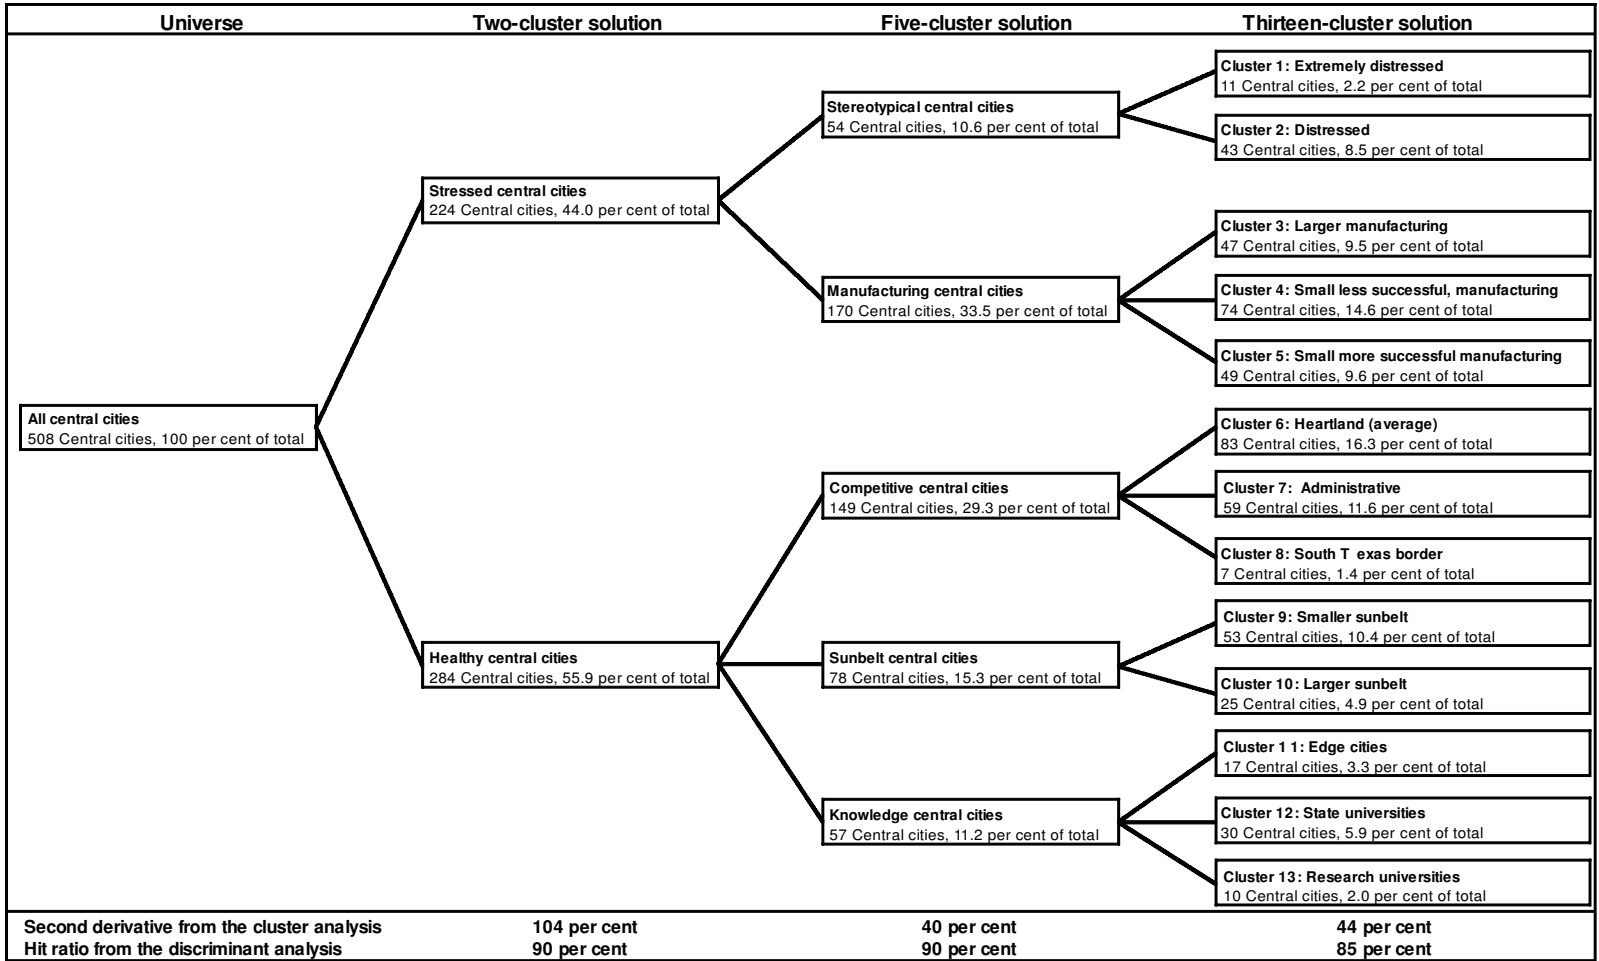 Universe
Two-cluster solution
Five-cluster solution
Thirteen-cluster solution
All central cities
508 Central cities, 100 per cent of total
Stressed central cities
224 Central cities, 44.0 per cent of total
Healthy central cities
284 Central cities, 55.9 per cent of total
Stereotypical central cities
54 Central cities, 10.6 per cent of total
Manufacturing central cities
170 Central cities, 33.5 per cent of total
Competitive central cities
149 Central cities, 29.3 per cent of total
Sunbelt central cities
78 Central cities, 15.3 per cent of total
Knowledge central cities
57 Central cities, 11.2 per cent of total
Cluster 1: Extremely distressed
11 Central cities, 2.2 per cent of total
Cluster 2: Distressed
43 Central cities, 8.5 per cent of total
Cluster 3: Larger manufacturing
47 Central cities, 9.5 per cent of total
Cluster 4: Small less successful, manufacturing
74 Central cities, 14.6 per cent of total
Cluster 5: Small more successful manufacturing
49 Central cities, 9.6 per cent of total
Cluster 6: Heartland (average)
83 Central cities, 16.3 per cent of total
Cluster 7: Administrative
59 Central cities, 11.6 per cent of total
Cluster 8: South T exas border
7 Central cities, 1.4 per cent of total
Cluster 9: Smaller sunbelt
53 Central cities, 10.4 per cent of total
Cluster 10: Larger sunbelt
25 Central cities, 4.9 per cent of total
Cluster 1 1: Edge cities
17 Central cities, 3.3 per cent of total
Cluster 12: State universities
30 Central cities, 5.9 per cent of total
Cluster 13: Research universities
10 Central cities, 2.0 per cent of total
Second derivative from the cluster analysis 104 per cent 40 per cent 44 per cent
Hit ratio from the discriminant analysis 90 per cent 90 per cent 85 per cent